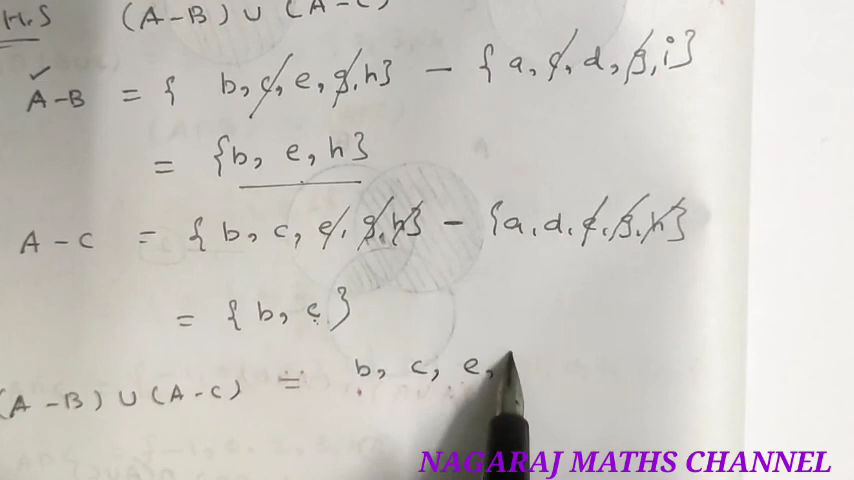 H.S (A-B) ∪ (A-C)
✓
A-B = { b, c, e, g, h} - { a, c, d, g, i}
= {b, e, h}
A-C = { b, c, e, g, h} - {a, d, e, g, h}
= { b, c }
(A-B) ∪ (A-C) = b, c, e,
NAGARAJ MATHS CHANNEL